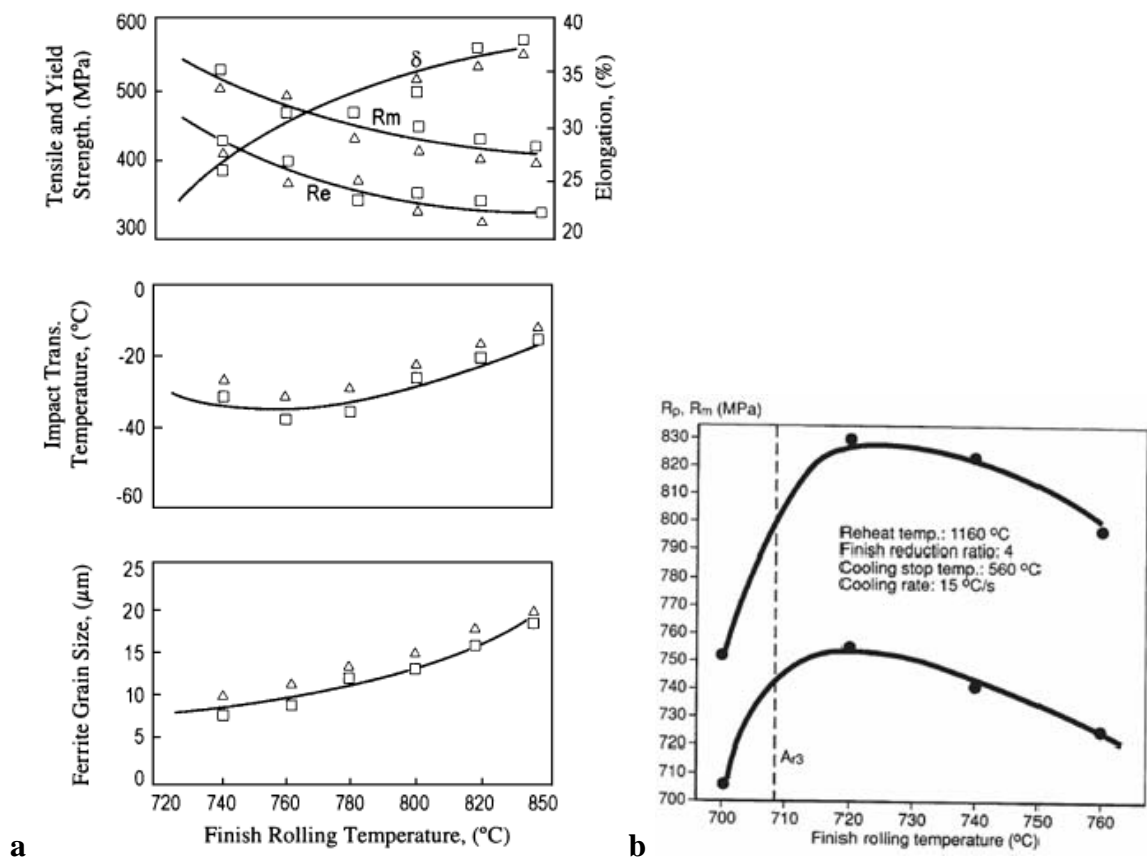 600
500
400
300
Tensile and Yield
Strength, (MPa)
δ
Rm
Re
40
35
30
25
20
Elongation, (%)
0
-20
-40
-60
Impact Trans.
Temperature, (°C)
25
20
15
10
5
0
Ferrite Grain Size, (µm)
720 740 760 780 800 820 850
Finish Rolling Temperature, (°C)
a
Rp, Rm (MPa)
830
820
810
800
790
780
770
760
750
740
730
720
710
700
Reheat temp.: 1160 °C
Finish reduction ratio: 4
Cooling stop temp.: 560 °C
Cooling rate: 15 °C/s
Ar3
700 710 720 730 740 750 760
Finish rolling temperature (°C)
b